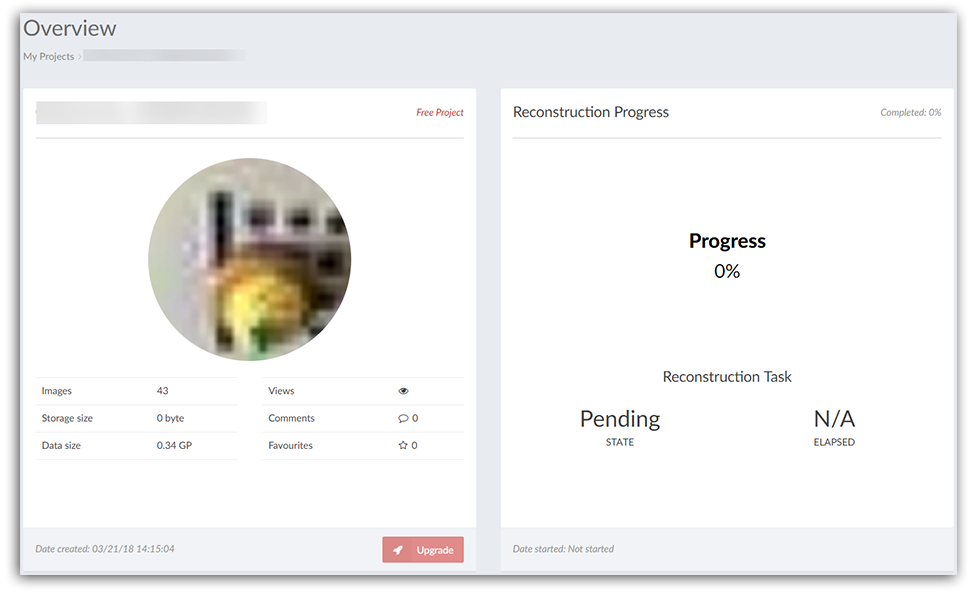 Overview
My Projects >
Free Project
Images 43
Storage size 0 byte
Data size 0.34 GP
Views
Comments 0
Favourites 0
Date created: 03/21/18 14:15:04
Upgrade
Reconstruction Progress
Completed: 0%
Progress
0%
Reconstruction Task
Pending
STATE
N/A
ELAPSED
Date started: Not started